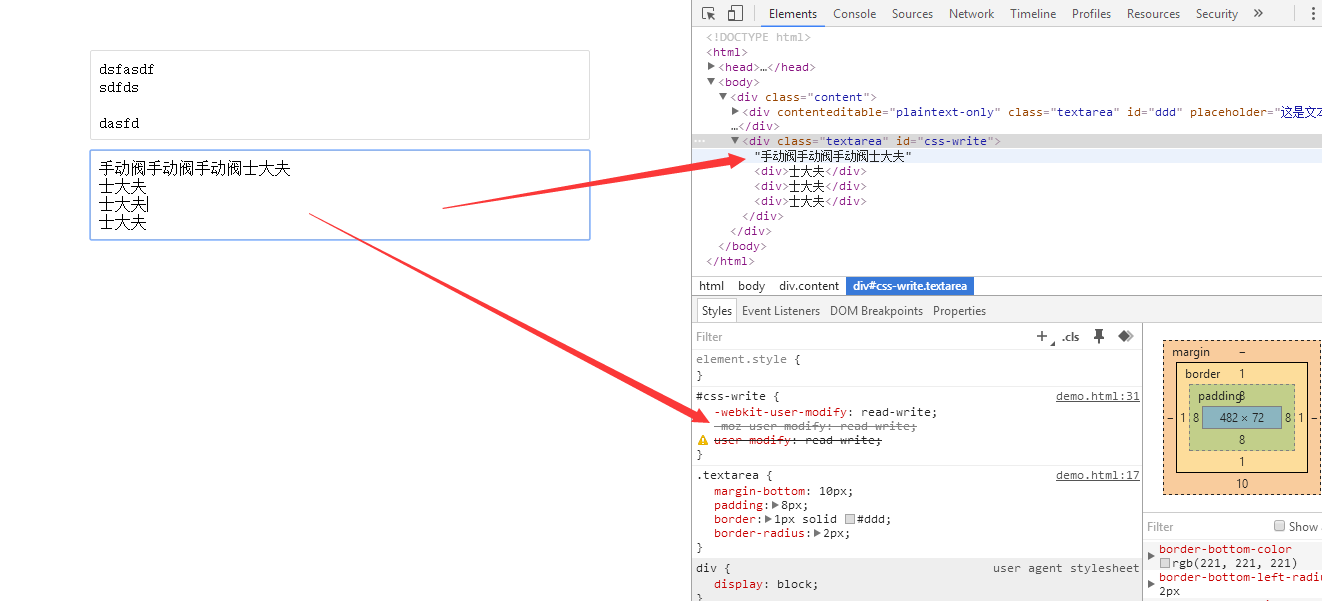 dsfasdf
sdfds
dasfd
手动阀手动阀手动阀士大夫
士大夫
士大夫
士大夫
Elements Console Sources Network Timeline Profiles Resources Security »
<!DOCTYPE html>
<html>
<head>…</head>
<body>
<div class="content">
<div contenteditable="plaintext-only" class="textarea" id="ddd" placeholder="这是文本
…</div>
<div class="textarea" id="css-write">
"手动阀手动阀手动阀士大夫"
<div>士大夫</div>
<div>士大夫</div>
<div>士大夫</div>
</div>
</div>
</body>
</html>
html body div.content div#css-write.textarea
Styles Event Listeners DOM Breakpoints Properties
Filter + .cls
element.style {
}
#css-write { demo.html:31
-webkit-user-modify: read-write;
-moz-user-modify: read-write;
user-modify: read-write;
}
.textarea { demo.html:17
margin-bottom: 10px;
padding: 8px;
border: 1px solid #ddd;
border-radius: 2px;
}
div { user agent stylesheet
display: block;
}
margin –
border 1
padding 8
– 1 8 482 × 72 8 1 –
8
1
10
Filter Show
border-bottom-color
rgb(221, 221, 221)
border-bottom-left-radi
2px